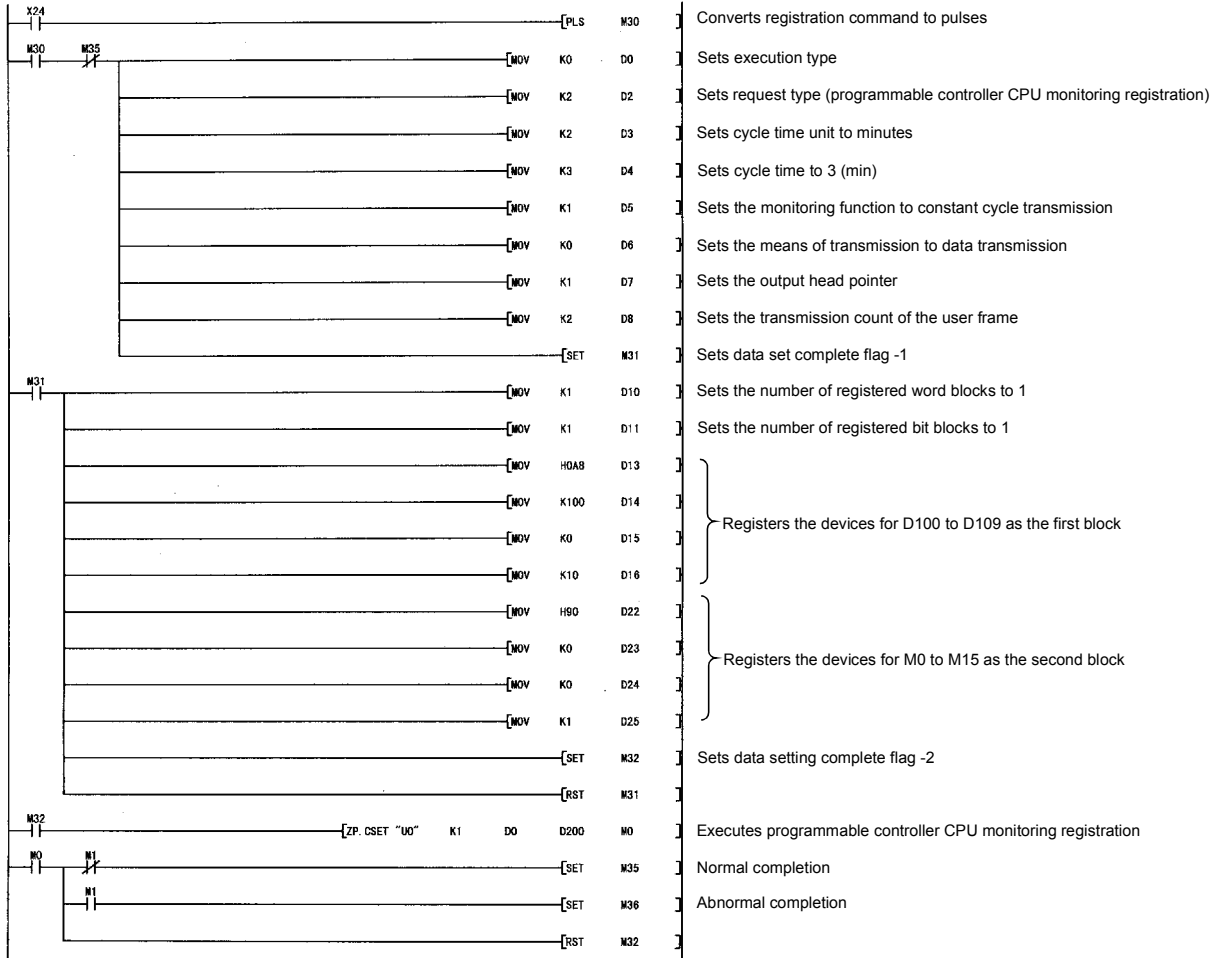 X24 [PLS M30 ] Converts registration command to pulses
M30 M35 [MOV K0 D0 ] Sets execution type
[MOV K2 D2 ] Sets request type (programmable controller CPU monitoring registration)
[MOV K2 D3 ] Sets cycle time unit to minutes
[MOV K3 D4 ] Sets cycle time to 3 (min)
[MOV K1 D5 ] Sets the monitoring function to constant cycle transmission
[MOV K0 D6 ] Sets the means of transmission to data transmission
[MOV K1 D7 ] Sets the output head pointer
[MOV K2 D8 ] Sets the transmission count of the user frame
[SET M31 ] Sets data set complete flag -1
M31 [MOV K1 D10 ] Sets the number of registered word blocks to 1
[MOV K1 D11 ] Sets the number of registered bit blocks to 1
[MOV H0A8 D13 ]
[MOV K100 D14 ]
Registers the devices for D100 to D109 as the first block
[MOV K0 D15 ]
[MOV K10 D16 ]
[MOV H90 D22 ]
[MOV K0 D23 ]
Registers the devices for M0 to M15 as the second block
[MOV K0 D24 ]
[MOV K1 D25 ]
[SET M32 ] Sets data setting complete flag -2
[RST M31 ]
M32 [ZP.CSET "U0" K1 D0 D200 M0 ] Executes programmable controller CPU monitoring registration
M0 M1 [SET M35 ] Normal completion
M1 [SET M36 ] Abnormal completion
[RST M32 ]